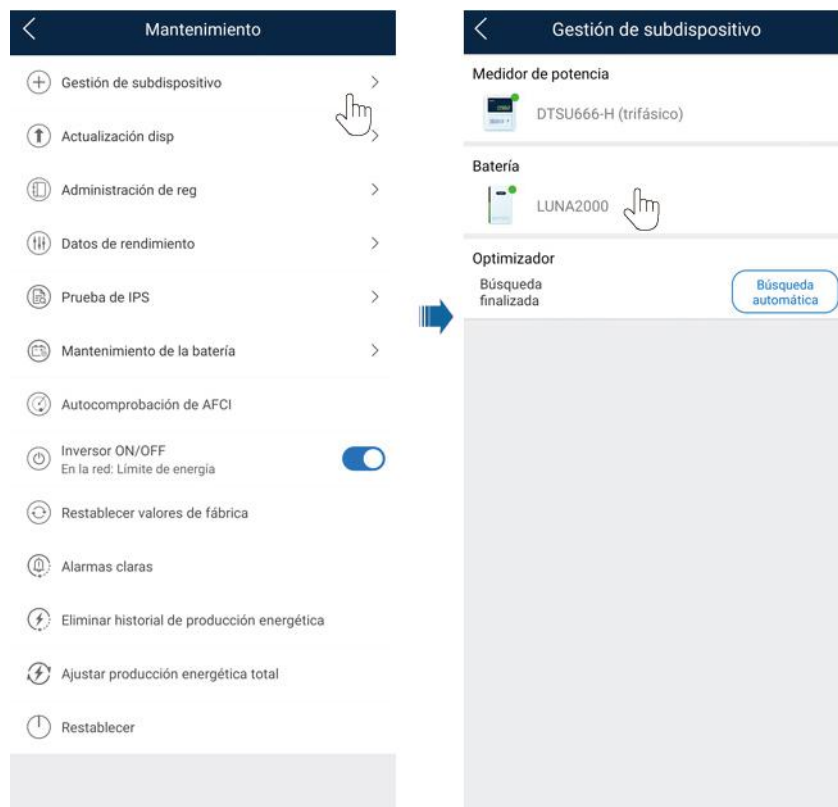 Mantenimiento
Gestión de subdispositivo
Actualización disp
Administración de reg
Datos de rendimiento
Prueba de IPS
Mantenimiento de la batería
Autocomprobación de AFCI
Inversor ON/OFF
En la red: Límite de energía
Restablecer valores de fábrica
Alarmas claras
Eliminar historial de producción energética
Ajustar producción energética total
Restablecer
Gestión de subdispositivo
Medidor de potencia
DTSU666-H (trifásico)
Batería
LUNA2000
Optimizador
Búsqueda
finalizada
Búsqueda
automática